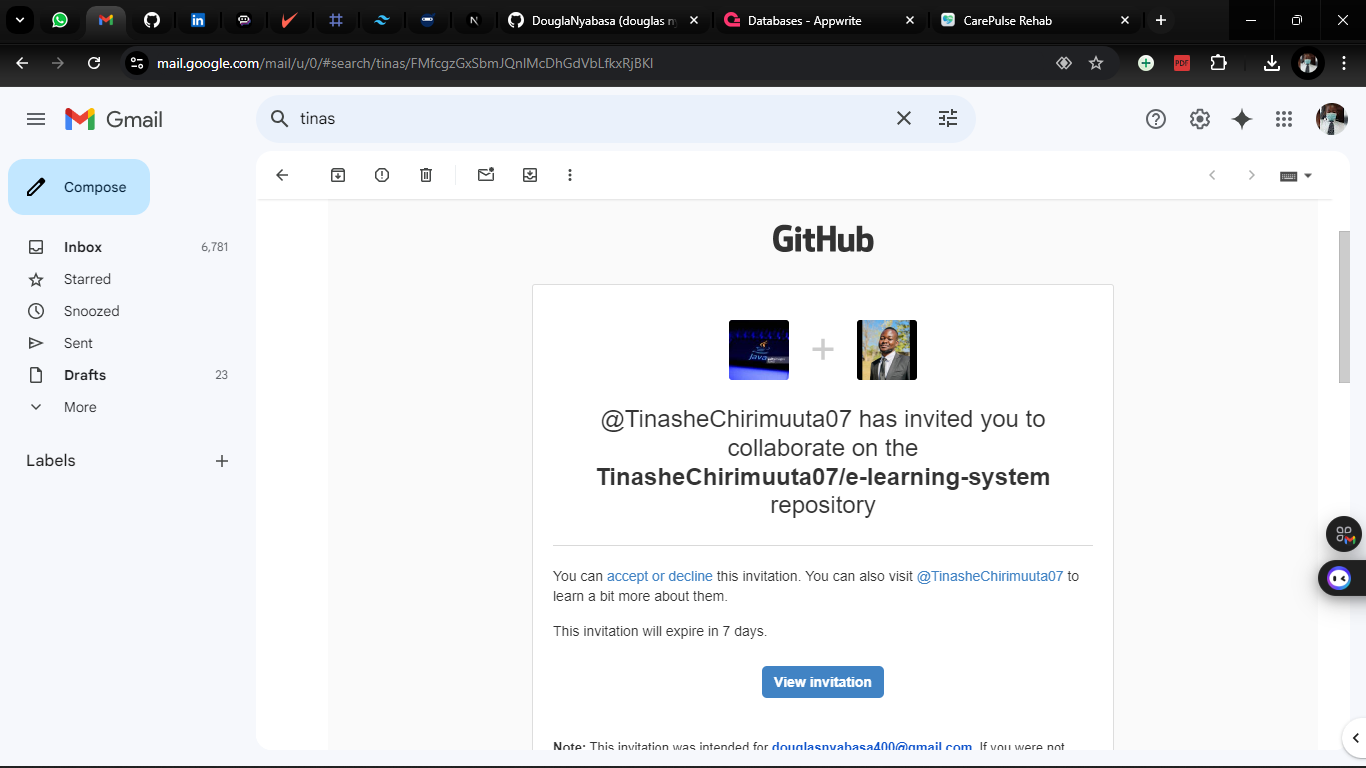 DouglaNyabasa (douglas n
Databases - Appwrite
CarePulse Rehab
mail.google.com/mail/u/0/#search/tinas/FMfcgzGxSbmJQnlMcDhGdVbLfkxRjBKl
PDF
Gmail
tinas
Compose
Inbox 6,781
Starred
Snoozed
Sent
Drafts 23
More
Labels
GitHub
Java
@TinasheChirimuuta07 has invited you to
collaborate on the
TinasheChirimuuta07/e-learning-system
repository
You can accept or decline this invitation. You can also visit @TinasheChirimuuta07 to
learn a bit more about them.
This invitation will expire in 7 days.
View invitation
Note: This invitation was intended for douglasnyabasa400@gmail.com. If you were not